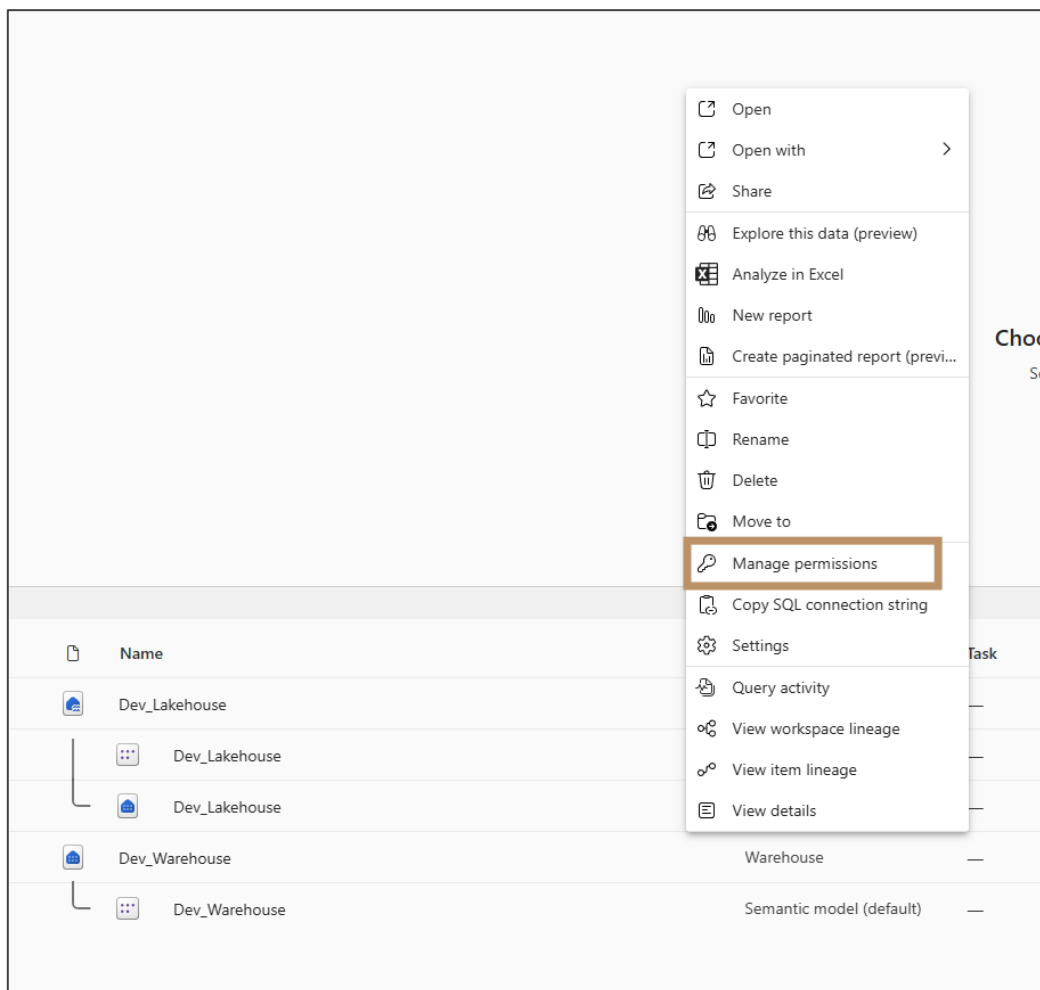 Open
Open with
Share
Explore this data (preview)
Analyze in Excel
New report
Create paginated report (previ...
Favorite
Rename
Delete
Move to
Manage permissions
Copy SQL connection string
Settings
Query activity
View workspace lineage
View item lineage
View details
Choo
Se
Name Task
Dev_Lakehouse —
Dev_Lakehouse —
Dev_Lakehouse —
Dev_Warehouse Warehouse —
Dev_Warehouse Semantic model (default) —